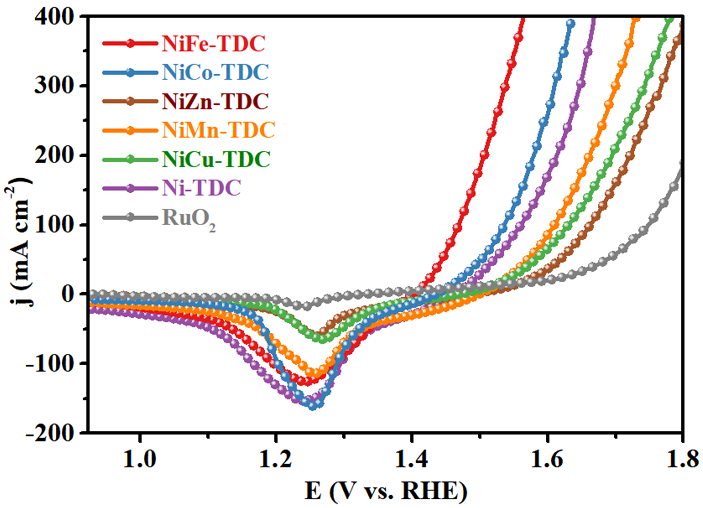 400
300
200
100
0
-100
-200
j (mA cm⁻²)
NiFe-TDC
NiCo-TDC
NiZn-TDC
NiMn-TDC
NiCu-TDC
Ni-TDC
RuO₂
1.0 1.2 1.4 1.6 1.8
E (V vs. RHE)